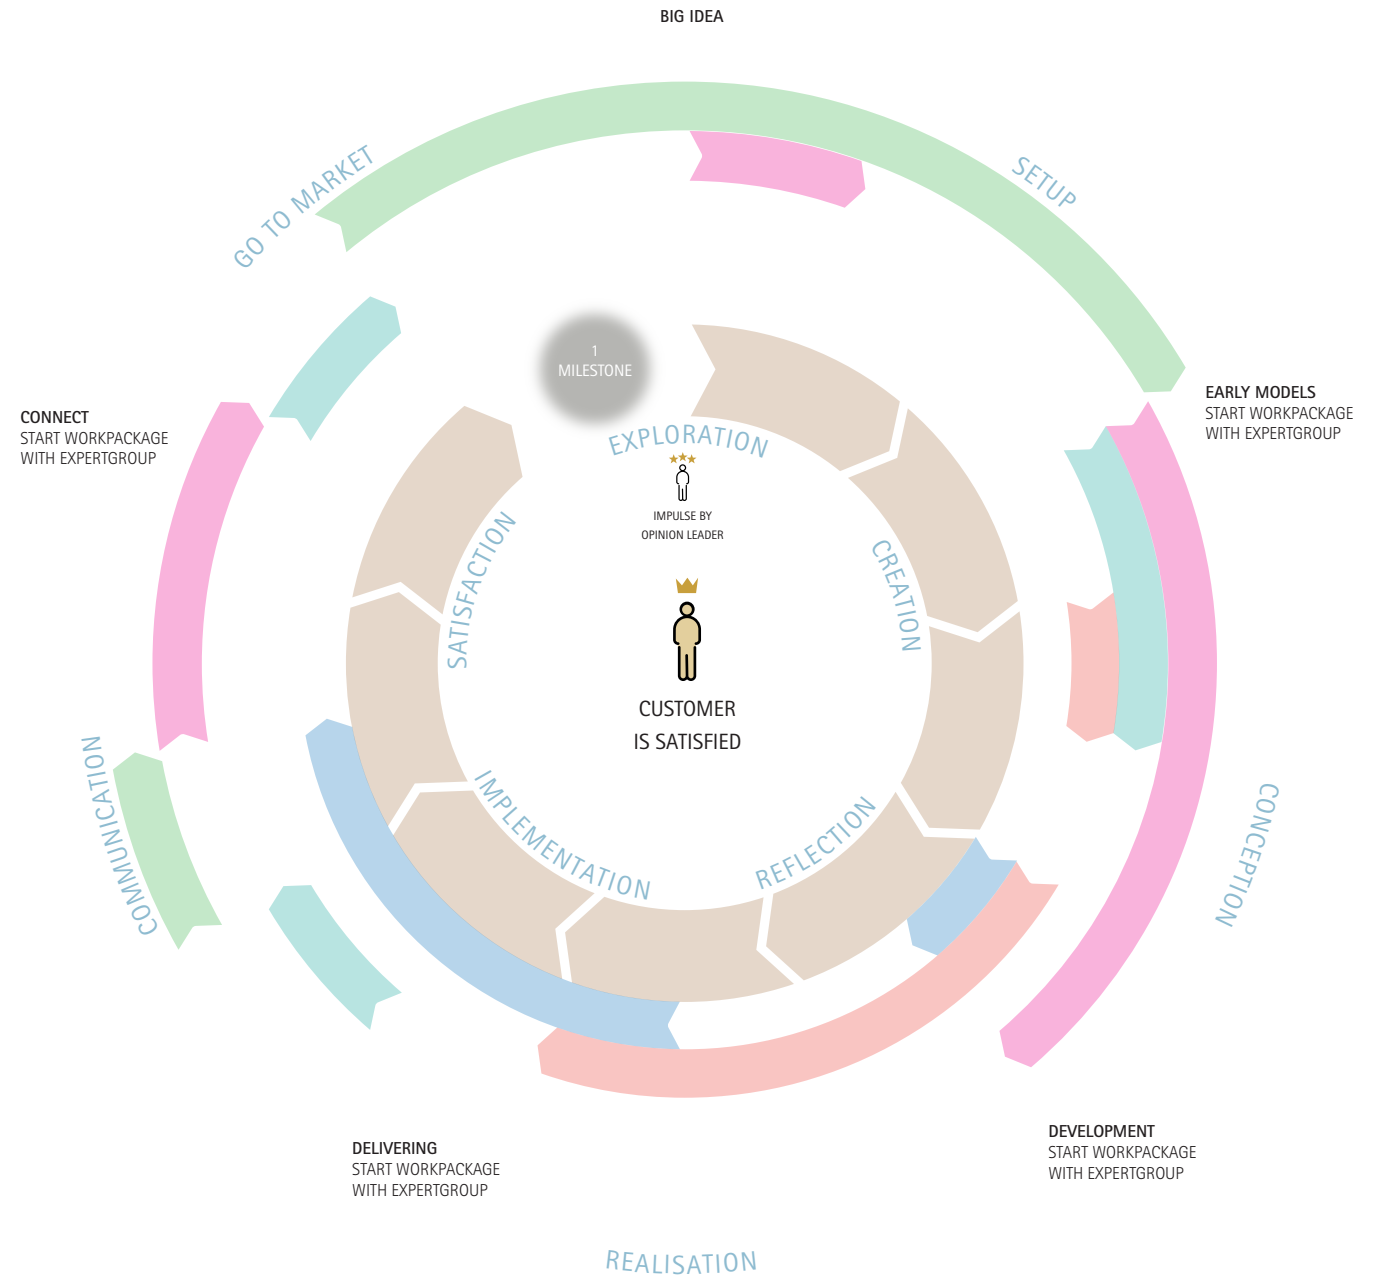 BIG IDEA
GO TO MARKET
SETUP
1
MILESTONE
EARLY MODELS
START WORKPACKAGE
WITH EXPERTGROUP
CONNECT
START WORKPACKAGE
WITH EXPERTGROUP
EXPLORATION
IMPULSE BY
OPINION LEADER
SATISFACTION
CREATION
CUSTOMER
IS SATISFIED
COMMUNICATION
IMPLEMENTATION
REFLECTION
CONCEPTION
DEVELOPMENT
START WORKPACKAGE
WITH EXPERTGROUP
DELIVERING
START WORKPACKAGE
WITH EXPERTGROUP
REALISATION